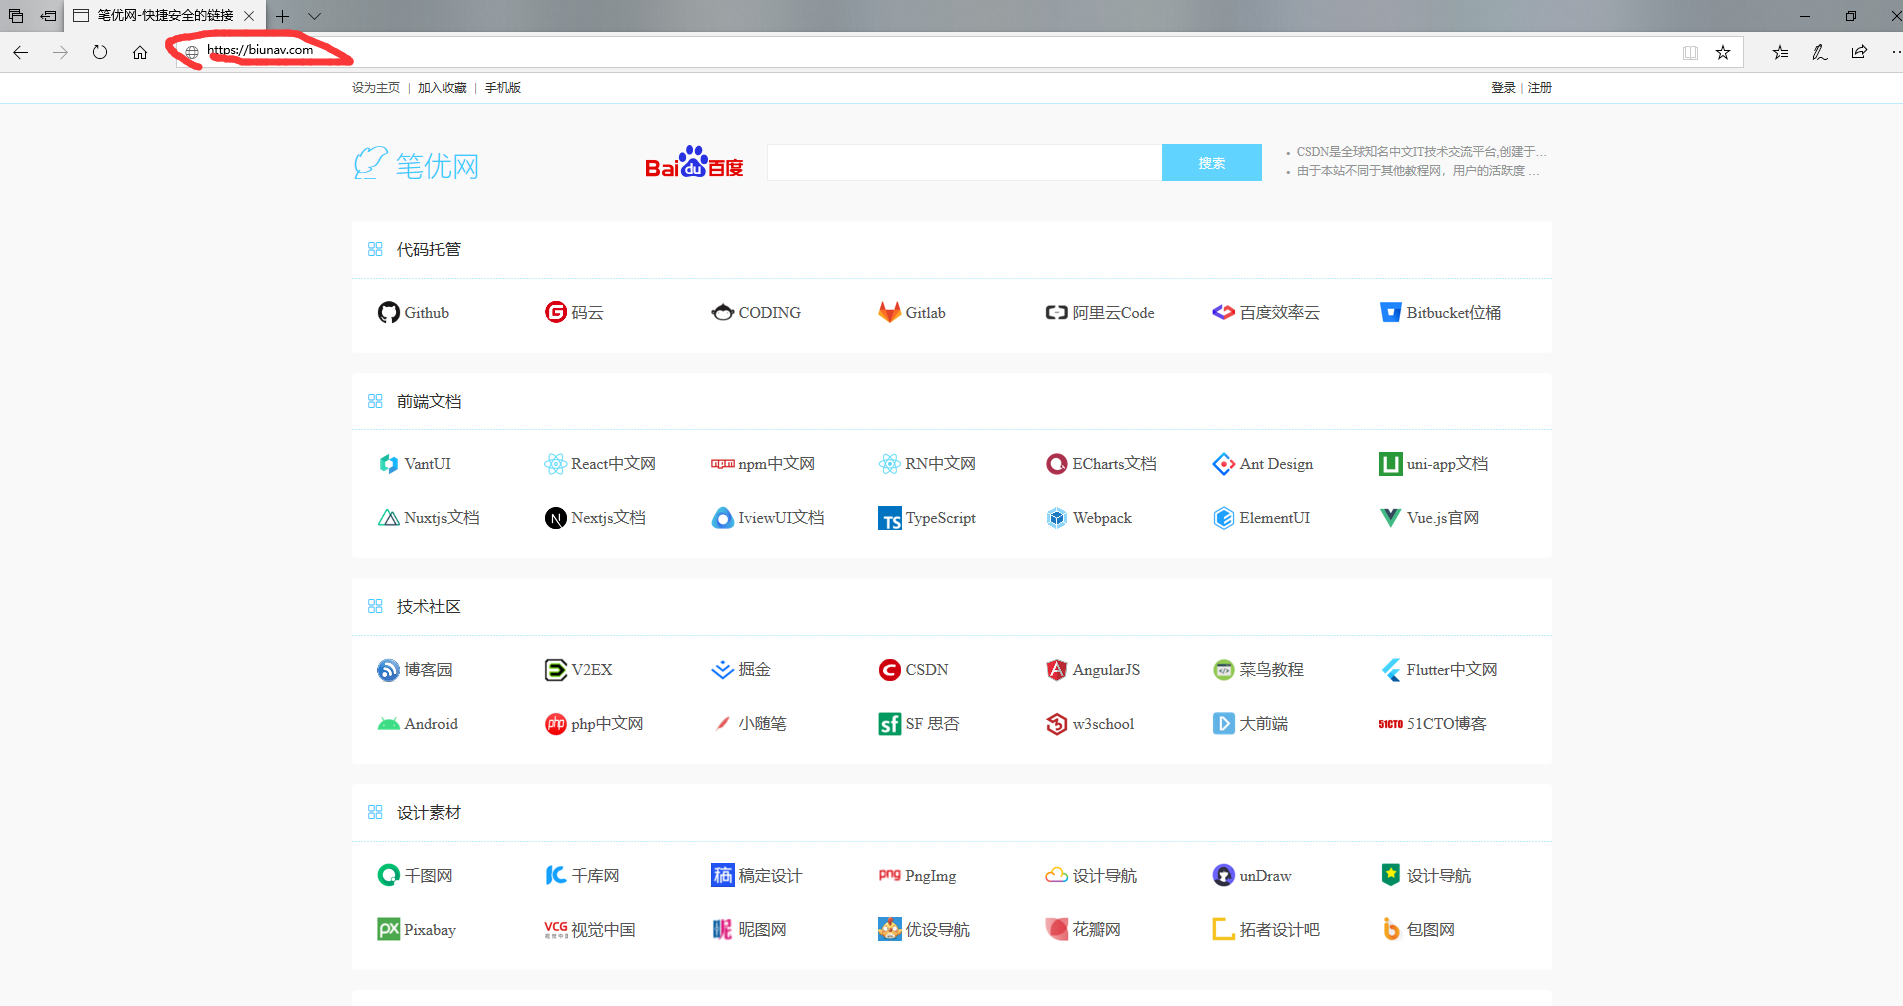 笔优网-快捷安全的链接
https://biunav.com
设为主页 | 加入收藏 | 手机版
登录 | 注册
笔优网
Bai du 百度
搜索
CSDN是全球知名中文IT技术交流平台,创建于...
由于本站不同于其他教程网，用户的活跃度 ...
代码托管
Github 码云 CODING Gitlab 阿里云Code 百度效率云 Bitbucket位桶
前端文档
VantUI React中文网 npm中文网 RN中文网 ECharts文档 Ant Design uni-app文档
Nuxtjs文档 Nextjs文档 IviewUI文档 TS TypeScript Webpack ElementUI Vue.js官网
技术社区
博客园 V2EX 掘金 CSDN AngularJS 菜鸟教程 Flutter中文网
Android php php中文网 小随笔 sf SF 思否 w3school 大前端 51CTO 51CTO博客
设计素材
千图网 千库网 稿 稿定设计 png PngImg 设计导航 unDraw 设计导航
px Pixabay VCG 视觉中国 昵 昵图网 优设导航 花瓣网 拓者设计吧 包图网